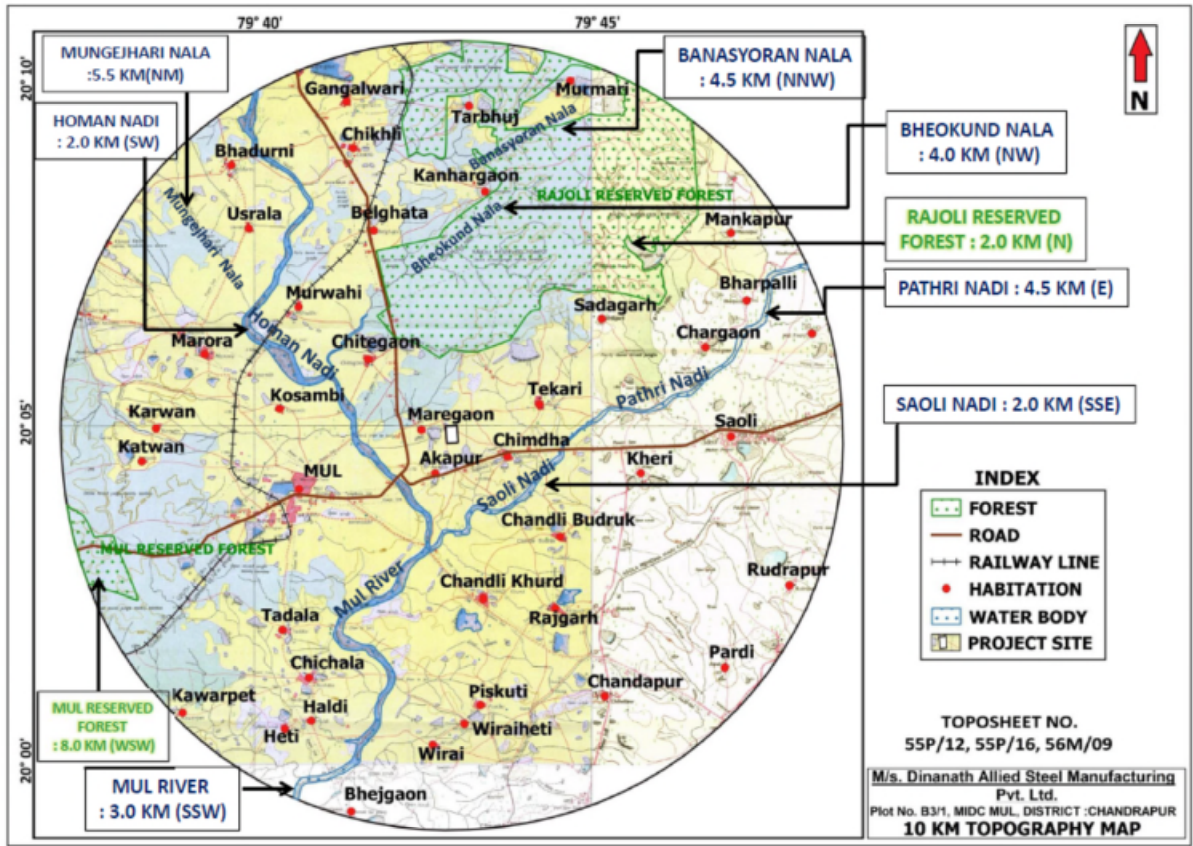 79° 40'
79° 45'
20° 10'
20° 05'
20° 00'
N
MUNGEJHARI NALA
:5.5 KM(NM)
HOMAN NADI
: 2.0 KM (SW)
BANASYORAN NALA
: 4.5 KM (NNW)
BHEOKUND NALA
: 4.0 KM (NW)
RAJOLI RESERVED
FOREST : 2.0 KM (N)
PATHRI NADI : 4.5 KM (E)
SAOLI NADI : 2.0 KM (SSE)
MUL RESERVED
FOREST
: 8.0 KM (WSW)
MUL RIVER
: 3.0 KM (SSW)
Gangalwari
Murmari
Tarbhuj
Chikhli
Banasyoran Nala
Bhadurni
Kanhargaon
RAJOLI RESERVED FOREST
Mungejhari Nala
Usrala
Belghata
Bheokund Nala
Mankapur
Murwahi
Bharpalli
Sadagarh
Homan Nadi
Marora
Chitegaon
Chargaon
Pathri Nadi
Kosambi
Tekari
Karwan
Maregaon
Katwan
Chimdha
Saoli
MUL
Akapur
Kheri
Saoli Nadi
Chandli Budruk
MUL RESERVED FOREST
Mul River
Chandli Khurd
Rudrapur
Tadala
Rajgarh
Chichala
Pardi
Kawarpet
Haldi
Piskuti
Chandapur
Heti
Wiraiheti
Wirai
Bhejgaon
INDEX
FOREST
ROAD
RAILWAY LINE
HABITATION
WATER BODY
PROJECT SITE
TOPOSHEET NO.
55P/12, 55P/16, 56M/09
M/s. Dinanath Allied Steel Manufacturing
Pvt. Ltd.
Plot No. B3/1, MIDC MUL, DISTRICT :CHANDRAPUR
10 KM TOPOGRAPHY MAP